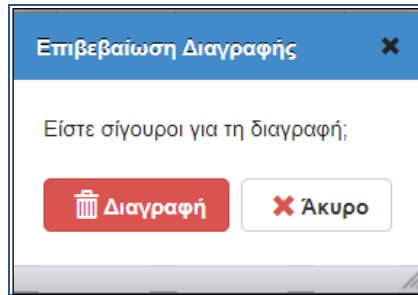 Επιβεβαίωση Διαγραφής
Είστε σίγουροι για τη διαγραφή;
Διαγραφή Άκυρο